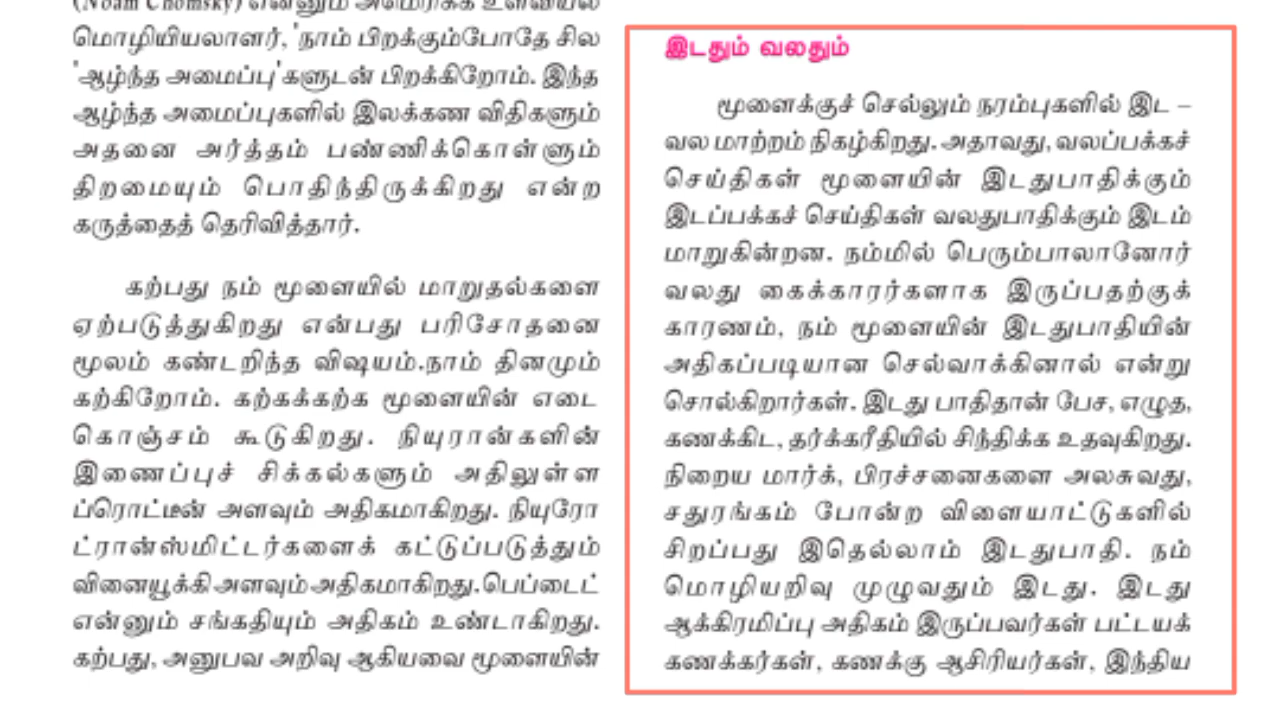 (Noam Chomsky) என்னும் அமெரிக்க உளவியல்
மொழியியலாளர், 'நாம் பிறக்கும்போதே சில
'ஆழ்ந்த அமைப்பு'களுடன் பிறக்கிறோம். இந்த
ஆழ்ந்த அமைப்புகளில் இலக்கண விதிகளும்
அதனை அர்த்தம் பண்ணிக்கொள்ளும்
திறமையும் பொதிந்திருக்கிறது என்ற
கருத்தைத் தெரிவித்தார்.
கற்பது நம் மூளையில் மாறுதல்களை
ஏற்படுத்துகிறது என்பது பரிசோதனை
மூலம் கண்டறிந்த விஷயம்.நாம் தினமும்
கற்கிறோம். கற்கக்கற்க மூளையின் எடை
கொஞ்சம் கூடுகிறது. நியுரான்களின்
இணைப்புச் சிக்கல்களும் அதிலுள்ள
ப்ரொட்டீன் அளவும் அதிகமாகிறது. நியுரோ
ட்ரான்ஸ்மிட்டர்களைக் கட்டுப்படுத்தும்
வினையூக்கி அளவும் அதிகமாகிறது.பெப்டைட்
என்னும் சங்கதியும் அதிகம் உண்டாகிறது.
கற்பது, அனுபவ அறிவு ஆகியவை மூளையின்
இடதும் வலதும்
மூளைக்குச் செல்லும் நரம்புகளில் இட –
வல மாற்றம் நிகழ்கிறது. அதாவது, வலப்பக்கச்
செய்திகள் மூளையின் இடதுபாதிக்கும்
இடப்பக்கச் செய்திகள் வலதுபாதிக்கும் இடம்
மாறுகின்றன. நம்மில் பெரும்பாலானோர்
வலது கைக்காரர்களாக இருப்பதற்குக்
காரணம், நம் மூளையின் இடதுபாதியின்
அதிகப்படியான செல்வாக்கினால் என்று
சொல்கிறார்கள். இடது பாதிதான் பேச, எழுத,
கணக்கிட, தர்க்கரீதியில் சிந்திக்க உதவுகிறது.
நிறைய மார்க், பிரச்சனைகளை அலசுவது,
சதுரங்கம் போன்ற விளையாட்டுகளில்
சிறப்பது இதெல்லாம் இடதுபாதி. நம்
மொழியறிவு முழுவதும் இடது. இடது
ஆக்கிரமிப்பு அதிகம் இருப்பவர்கள் பட்டயக்
கணக்கர்கள், கணக்கு ஆசிரியர்கள், இந்திய